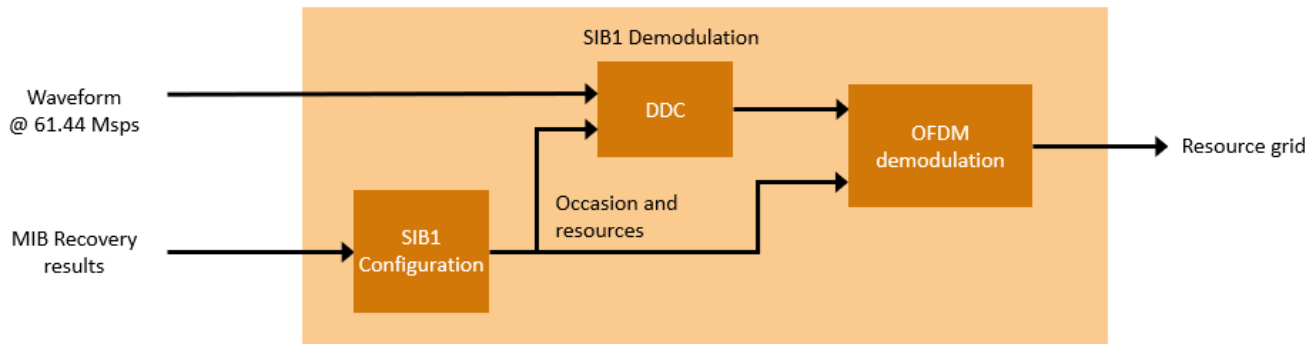 SIB1 Demodulation
Waveform
@ 61.44 Msps
DDC
OFDM
demodulation
Resource grid
MIB Recovery
results
SIB1
Configuration
Occasion and
resources